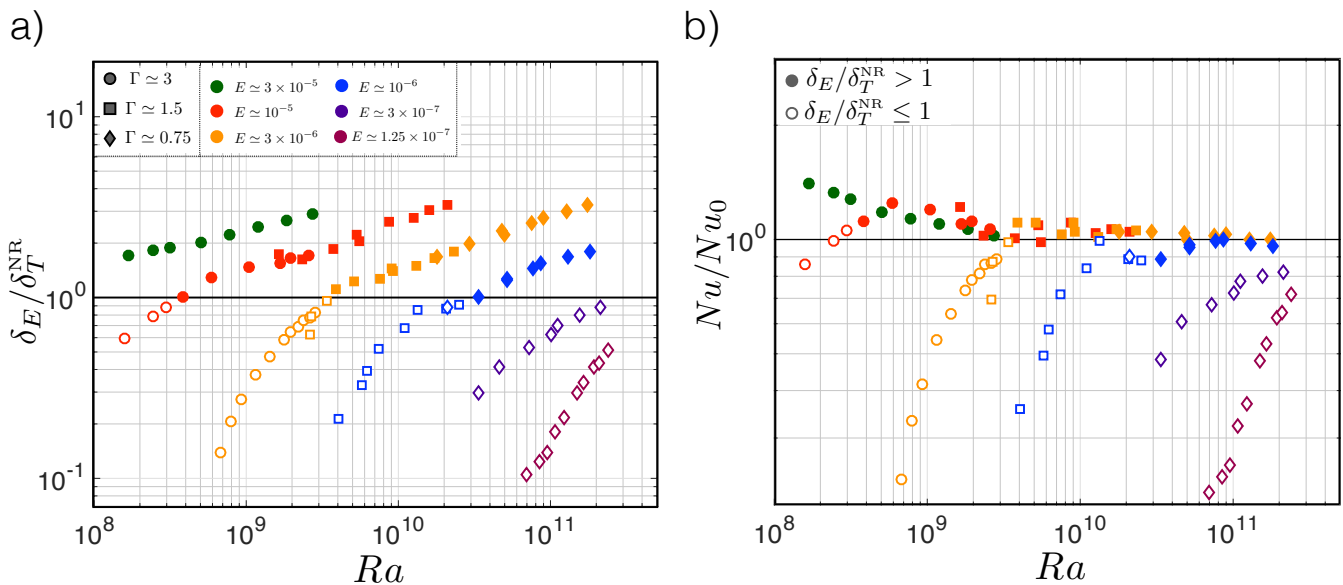 a)
Γ ≃ 3
Γ ≃ 1.5
Γ ≃ 0.75
E ≃ 3 × 10⁻⁵
E ≃ 10⁻⁵
E ≃ 3 × 10⁻⁶
E ≃ 10⁻⁶
E ≃ 3 × 10⁻⁷
E ≃ 1.25 × 10⁻⁷
10¹
10⁰
10⁻¹
δ_E/δ_T^NR
10⁸
10⁹
10¹⁰
10¹¹
Ra
b)
δ_E/δ_T^NR > 1
δ_E/δ_T^NR ≤ 1
10⁰
Nu/Nu₀
10⁸
10⁹
10¹⁰
10¹¹
Ra